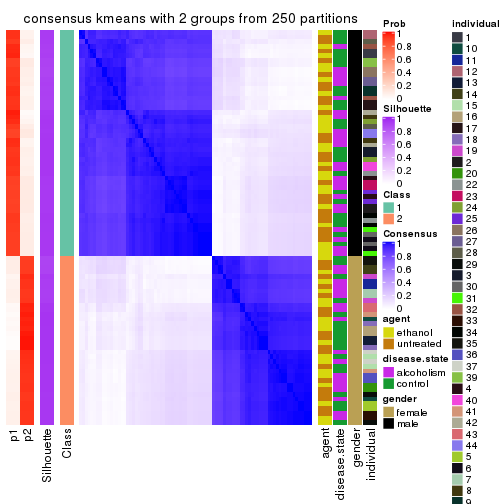 consensus kmeans with 2 groups from 250 partitions
p1
p2
Silhouette
Class
agent
disease.state
gender
individual
Prob
1
0.8
0.6
0.4
0.2
0
Silhouette
1
0.8
0.6
0.4
0.2
0
Class
1
2
Consensus
1
0.8
0.6
0.4
0.2
0
agent
ethanol
untreated
disease.state
alcoholism
control
gender
female
male
individual
1
10
11
12
13
14
15
16
17
18
19
2
20
22
23
24
25
26
27
28
29
3
30
31
32
33
34
35
36
37
39
4
40
41
42
43
44
5
6
7
8
9